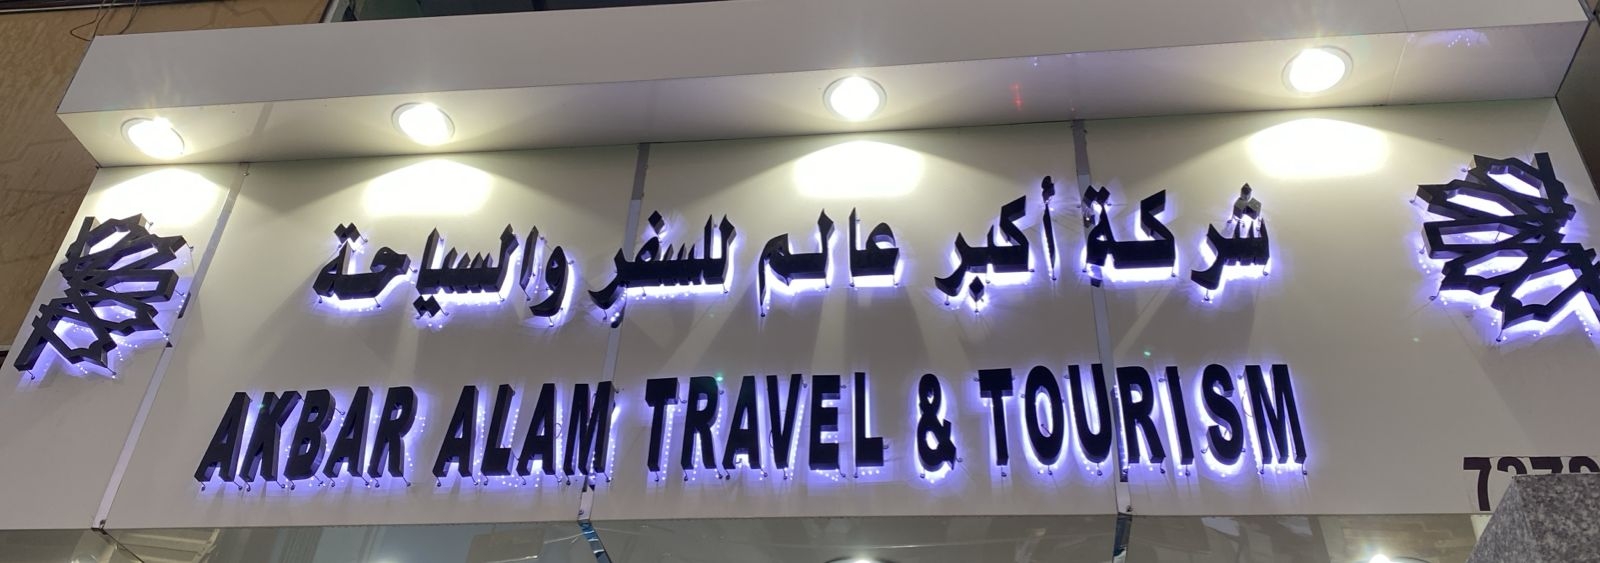 شركة أكبر عالم للسفر والسياحة
AKBAR ALAM TRAVEL & TOURISM